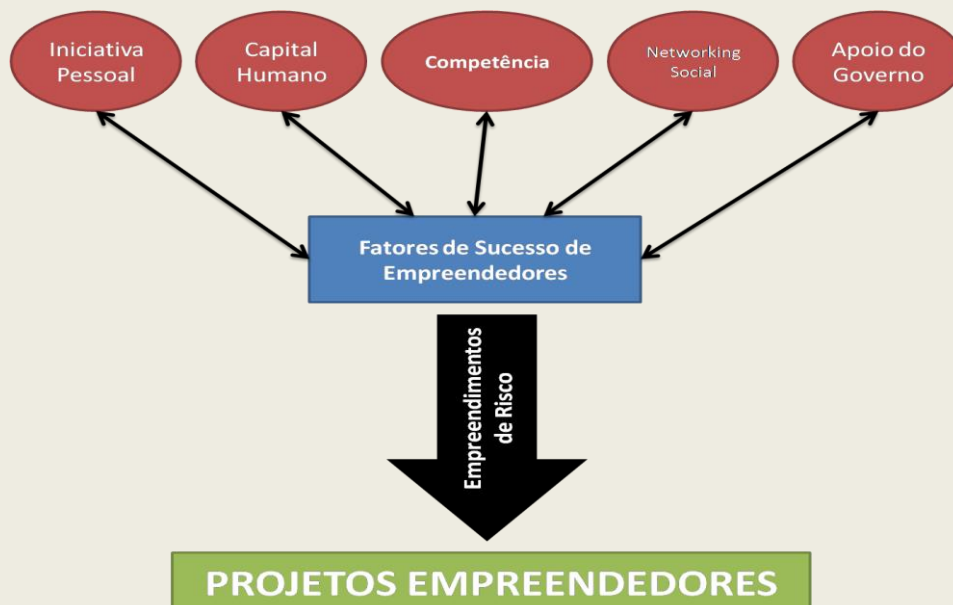 Iniciativa
Pessoal
Capital
Humano
Competência
Networking
Social
Apoio do
Governo
Fatores de Sucesso de
Empreendedores
Empreendimentos
de Risco
PROJETOS EMPREENDEDORES